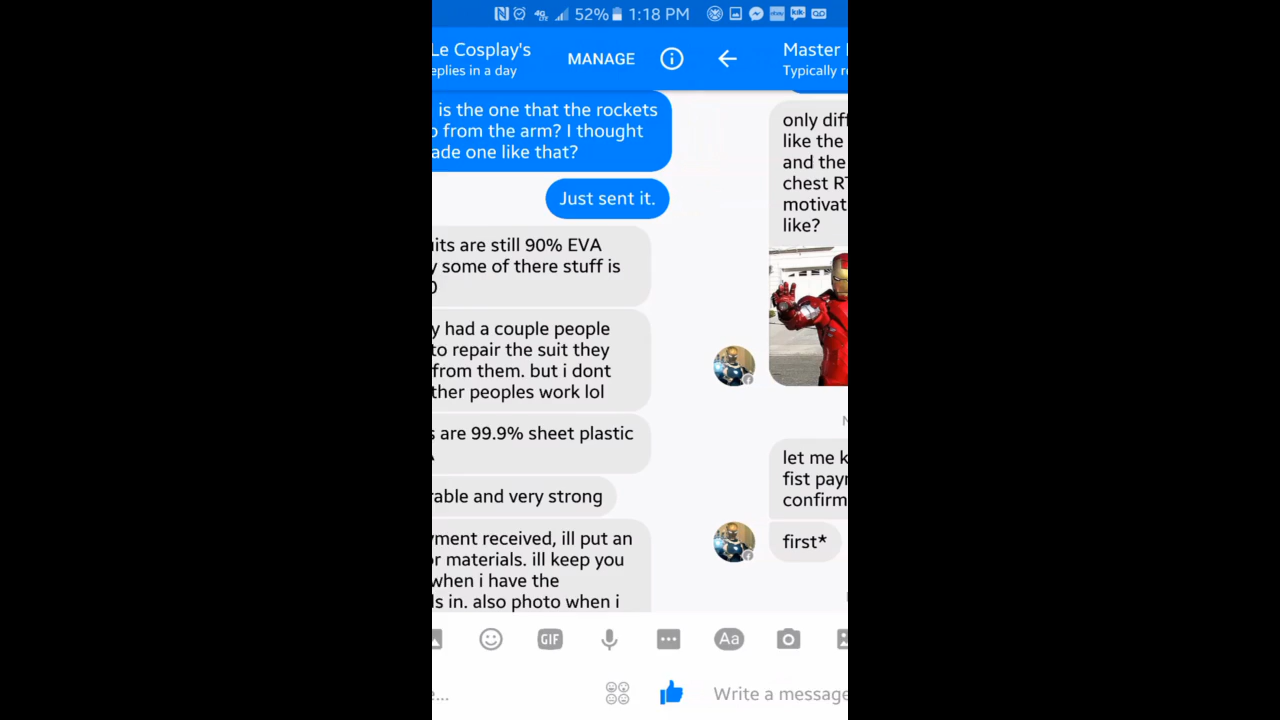 52% 1:18 PM
Le Cosplay's
eplies in a day
MANAGE
is the one that the rockets
from the arm? I thought
ade one like that?
Just sent it.
its are still 90% EVA
y some of there stuff is
y had a couple people
to repair the suit they
from them. but i dont
ther peoples work lol
s are 99.9% sheet plastic
rable and very strong
ment received, ill put an
r materials. ill keep you
when i have the
ls in. also photo when i
GIF
e...
Master
Typically r
only diff
like the
and the
chest R
motivat
like?
let me k
fist payr
confirm
first*
Aa
Write a message